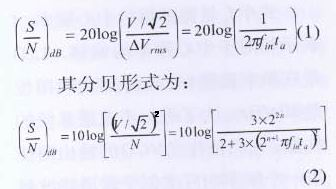 (S/N)_dB = 20log((V/√2)/ΔV_rms) = 20log(1/(2πf_in t_a)) (1)
其分贝形式为:
(S/N)_dB = 10log[(V/√2)²/N] = 10log[(3×2^(2n))/(2+3×(2^(n+1)πf_in t_a)²)]
(2)